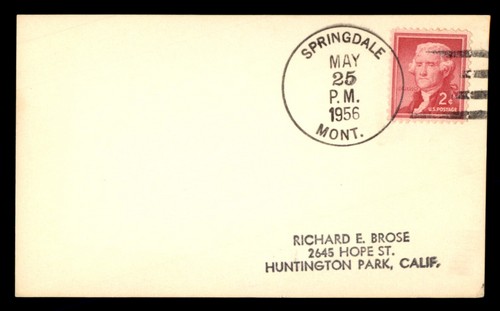 SPRINGDALE
MAY
25
P.M.
1956
MONT.
2¢
U.S. POSTAGE
RICHARD E. BROSE
2645 HOPE ST.
HUNTINGTON PARK, CALIF.